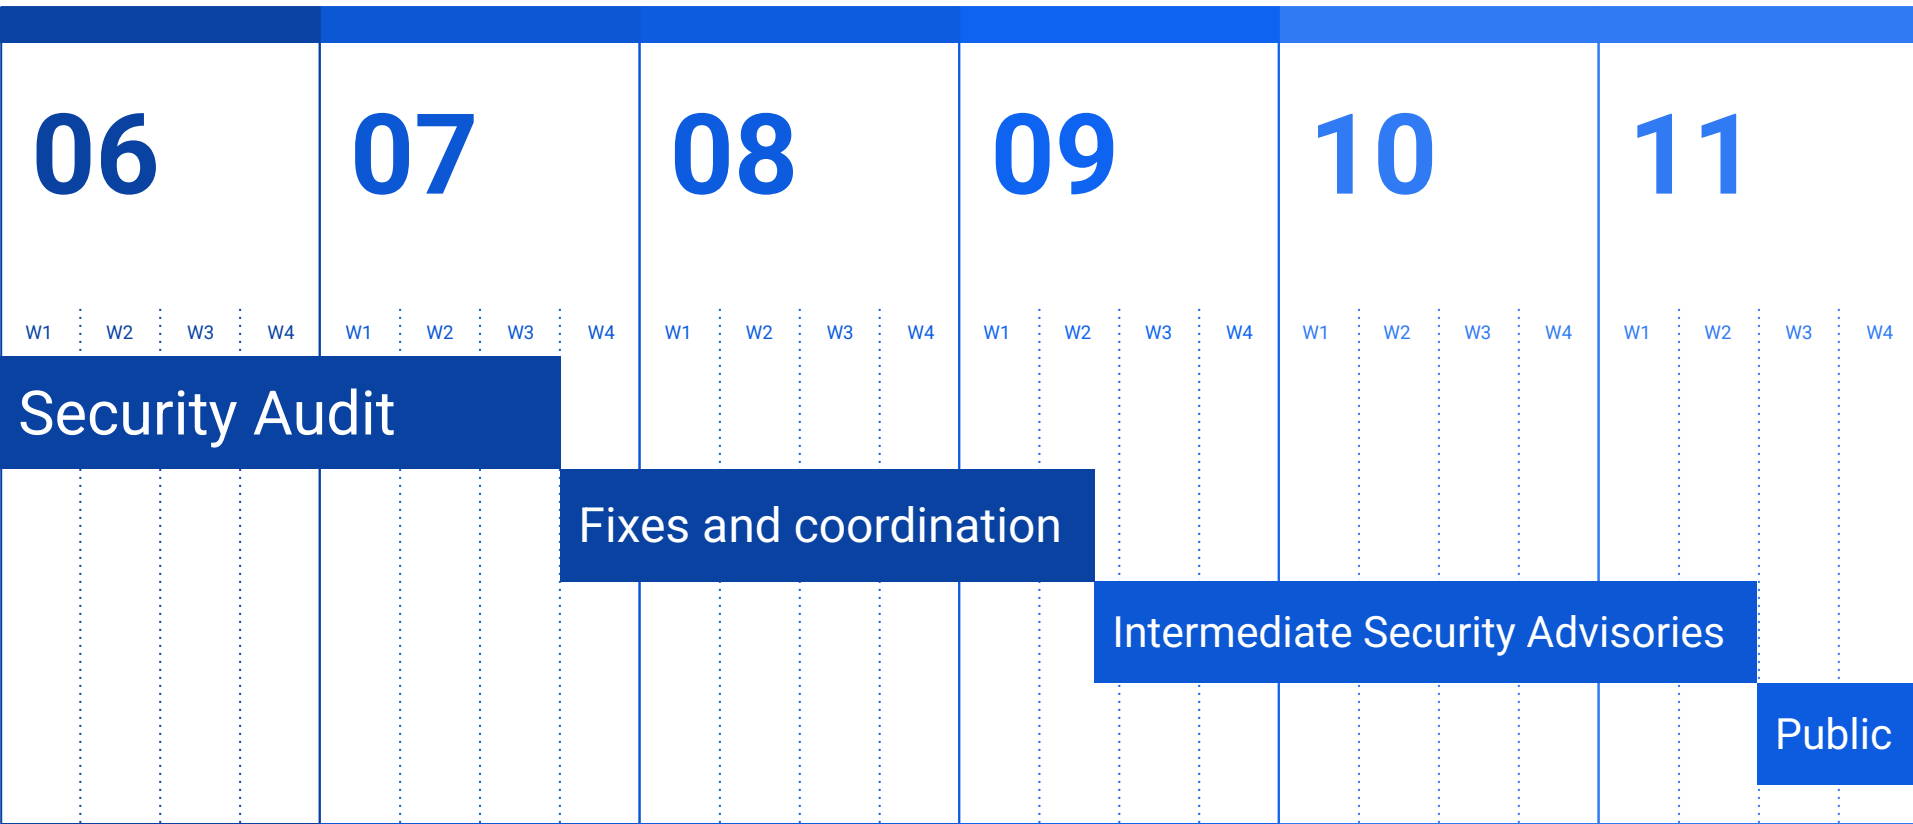 06 07 08 09 10 11
W1 W2 W3 W4 W1 W2 W3 W4 W1 W2 W3 W4 W1 W2 W3 W4 W1 W2 W3 W4 W1 W2 W3 W4
Security Audit
Fixes and coordination
Intermediate Security Advisories
Public